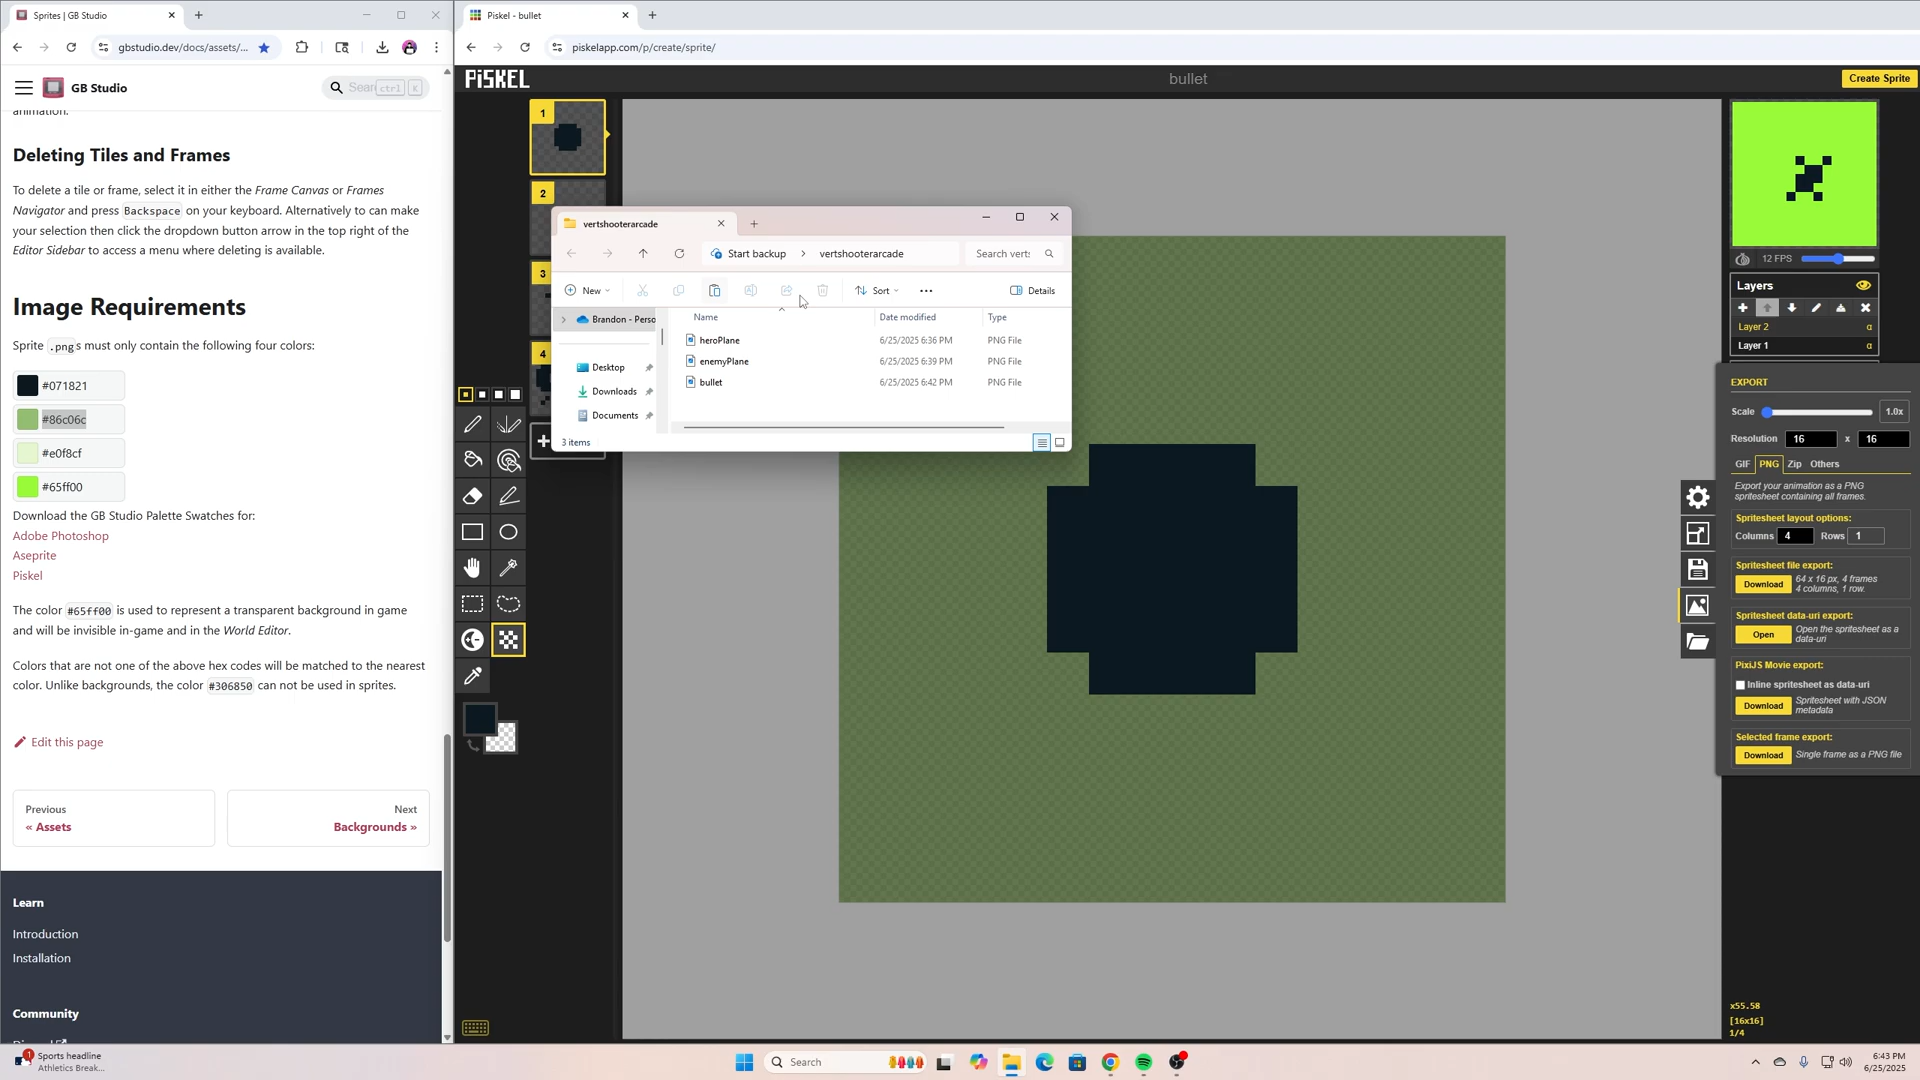 Sprites | GB Studio
Piskel - bullet
gbstudio.dev/docs/assets/...
piskelapp.com/p/create/sprite/
GB Studio
Sear
ctrl
K
PISKEL
bullet
Create Sprite
animation.
Deleting Tiles and Frames
To delete a tile or frame, select it in either the Frame Canvas or Frames
Navigator and press Backspace on your keyboard. Alternatively to can make
your selection then click the dropdown button arrow in the top right of the
Editor Sidebar to access a menu where deleting is available.
Image Requirements
Sprite .pngs must only contain the following four colors:
#071821
#86c06c
#e0f8cf
#65ff00
Download the GB Studio Palette Swatches for:
Adobe Photoshop
Aseprite
Piskel
The color #65ff00 is used to represent a transparent background in game
and will be invisible in-game and in the World Editor.
Colors that are not one of the above hex codes will be matched to the nearest
color. Unlike backgrounds, the color #306850 can not be used in sprites.
Edit this page
Previous
« Assets
Next
Backgrounds »
Learn
Introduction
Installation
Community
1
2
3
4
vertshooterarcade
Start backup
vertshooterarcade
Search verts
New
Sort
Details
Brandon - Perso
Desktop
Downloads
Documents
Name
Date modified
Type
heroPlane
6/25/2025 6:36 PM
PNG File
enemyPlane
6/25/2025 6:39 PM
PNG File
bullet
6/25/2025 6:42 PM
PNG File
3 items
12 FPS
Layers
Layer 2
α
Layer 1
α
EXPORT
Scale
1.0x
Resolution
16 x 16
GIF
PNG
Zip
Others
Export your animation as a PNG
spritesheet containing all frames.
Spritesheet layout options:
Columns 4 Rows 1
Spritesheet file export:
Download
64 x 16 px, 4 frames
4 columns, 1 row.
Spritesheet data-uri export:
Open
Open the spritesheet as a
data-uri
PixiJS Movie export:
Inline spritesheet as data-uri
Download
Spritesheet with JSON
metadata
Selected frame export:
Download
Single frame as a PNG file
x55.58
[16x16]
1/4
1
Sports headline
Athletics Break...
Search
6:43 PM
6/25/2025